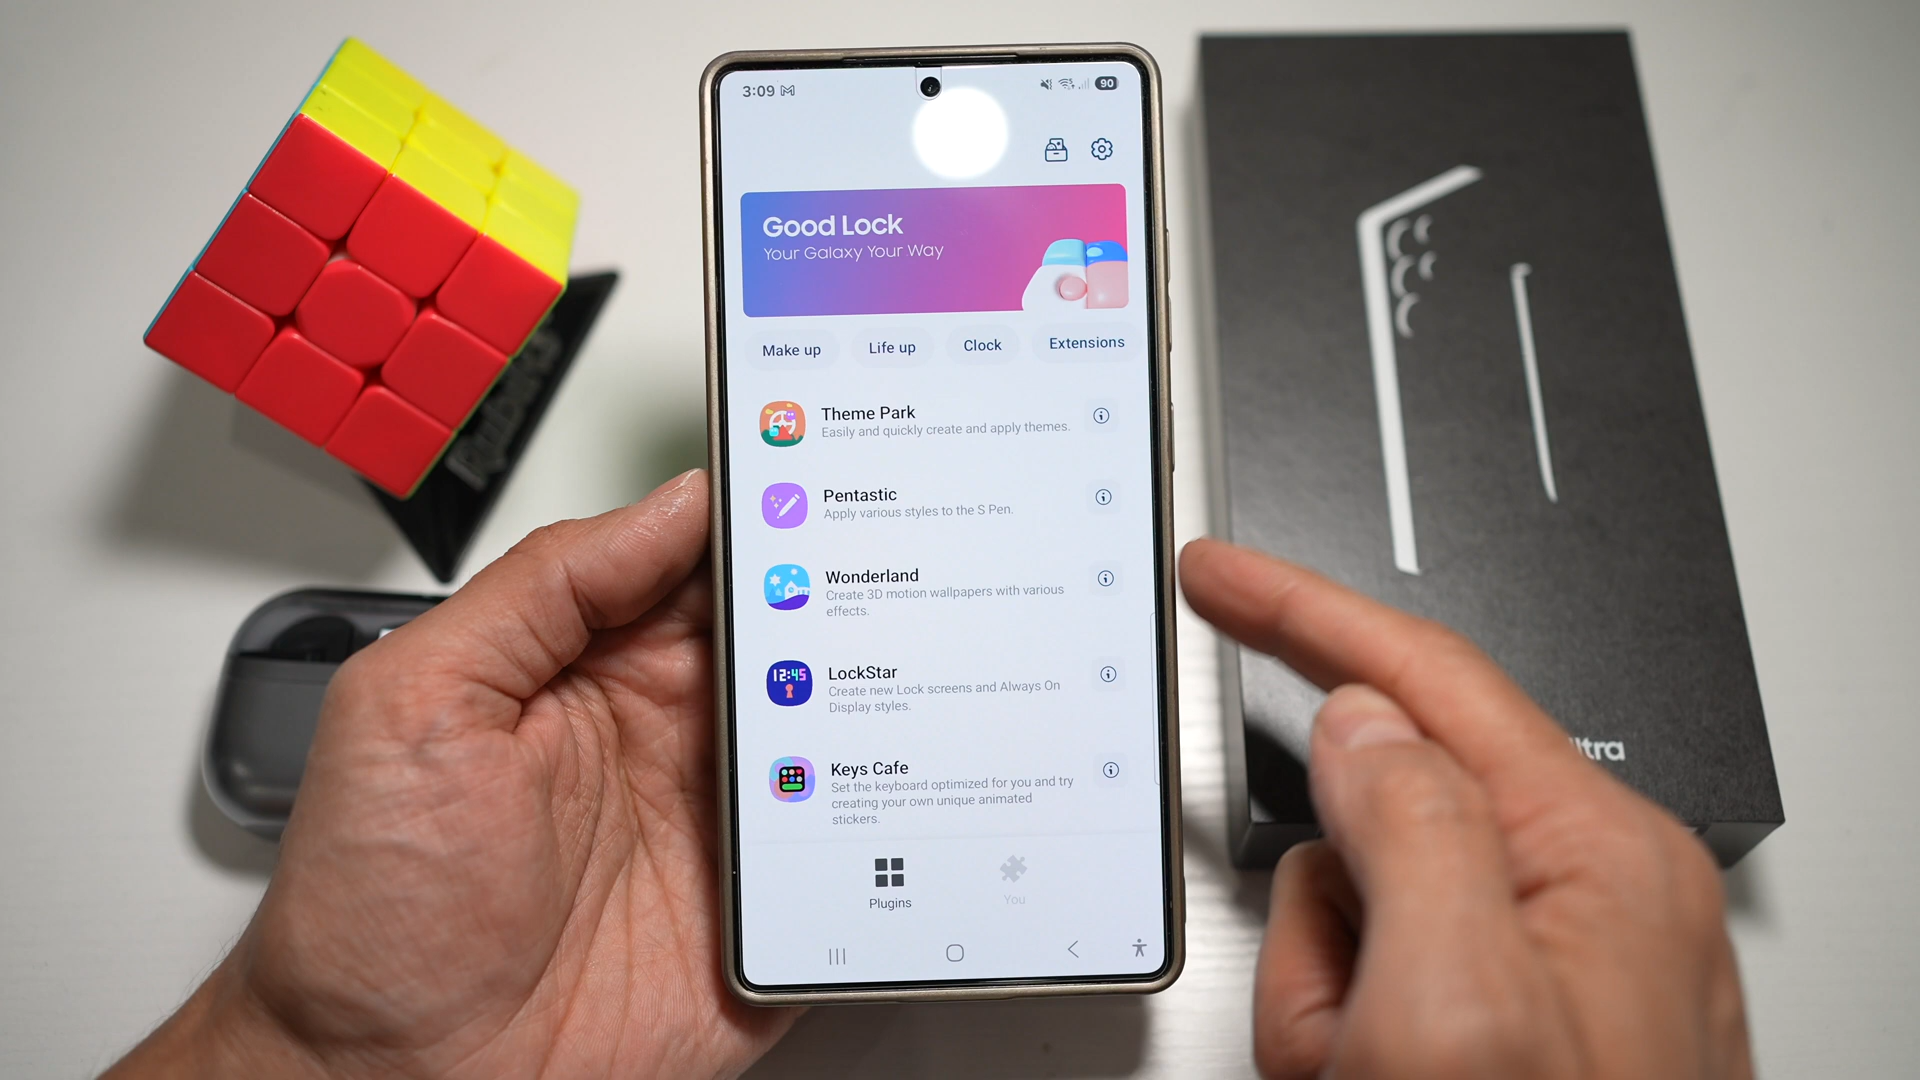 3:09
90
Good Lock
Your Galaxy Your Way
Make up
Life up
Clock
Extensions
Theme Park
Easily and quickly create and apply themes.
Pentastic
Apply various styles to the S Pen.
Wonderland
Create 3D motion wallpapers with various
effects.
12:45
LockStar
Create new Lock screens and Always On
Display styles.
Keys Cafe
Set the keyboard optimized for you and try
creating your own unique animated
stickers.
Plugins
You